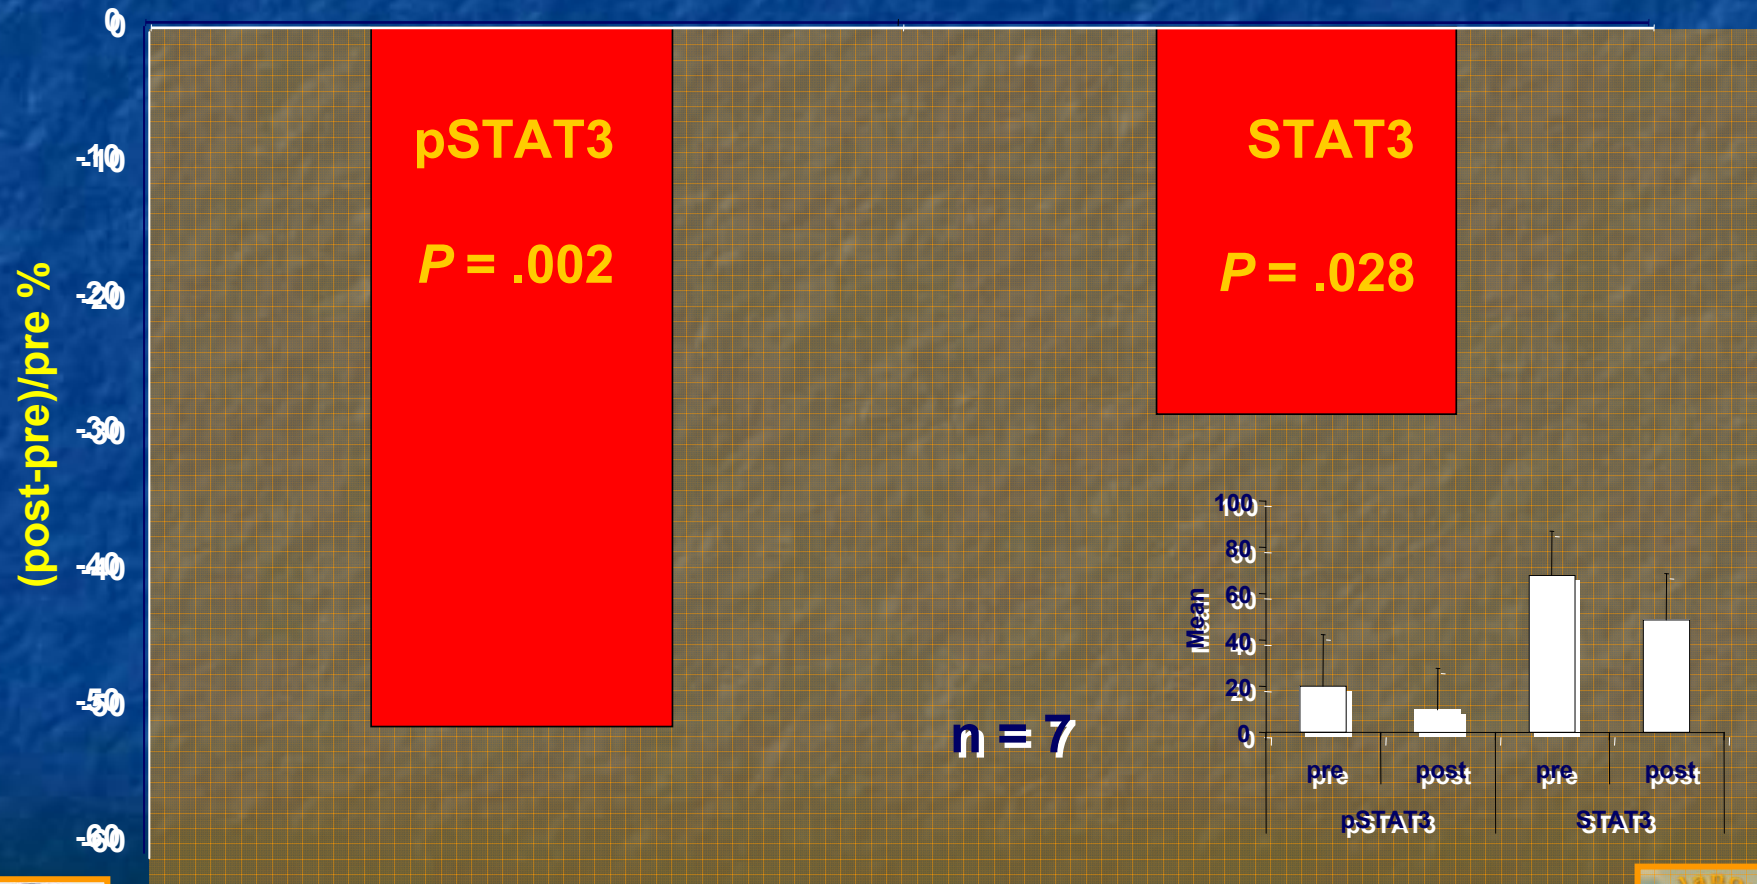 0
-10
-20
-30
-40
-50
-60
(post-pre)/pre %
pSTAT3
P = .002
STAT3
P = .028
n = 7
Mean
100
80
60
40
20
0
pre post pre post
pSTAT3 STAT3